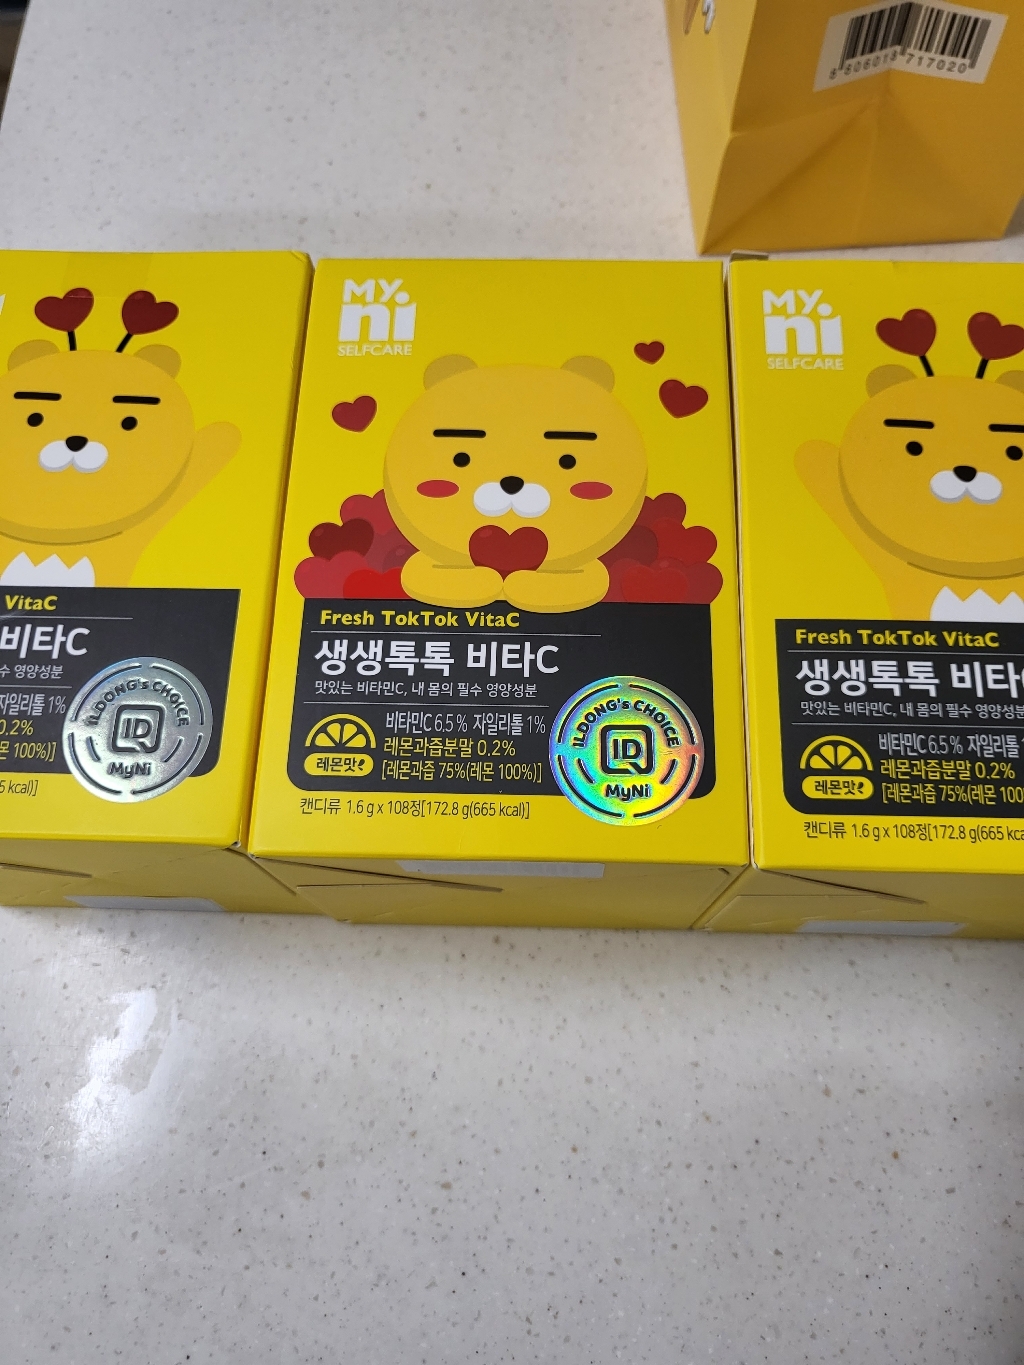 8 806018 717020
VitaC
비타C
수 영양성분
자일리톨 1%
0.2%
몬 100%)]
5 kcal)]
ILDONG's CHOICE
ID
MyNi
MY.
ni
SELFCARE
Fresh TokTok VitaC
생생톡톡 비타C
맛있는 비타민C, 내 몸의 필수 영양성분
비타민C 6.5% 자일리톨 1%
레몬과즙분말 0.2%
레몬맛
[레몬과즙 75%(레몬 100%)]
캔디류 1.6 g x 108정[172.8 g(665 kcal)]
ILDONG's CHOICE
ID
MyNi
MY.
ni
SELFCARE
Fresh TokTok VitaC
생생톡톡 비타
맛있는 비타민C, 내 몸의 필수 영양성분
비타민C 6.5% 자일리톨
레몬과즙분말 0.2%
레몬맛
[레몬과즙 75%(레몬 100
캔디류 1.6 g x 108정[172.8 g(665 kca